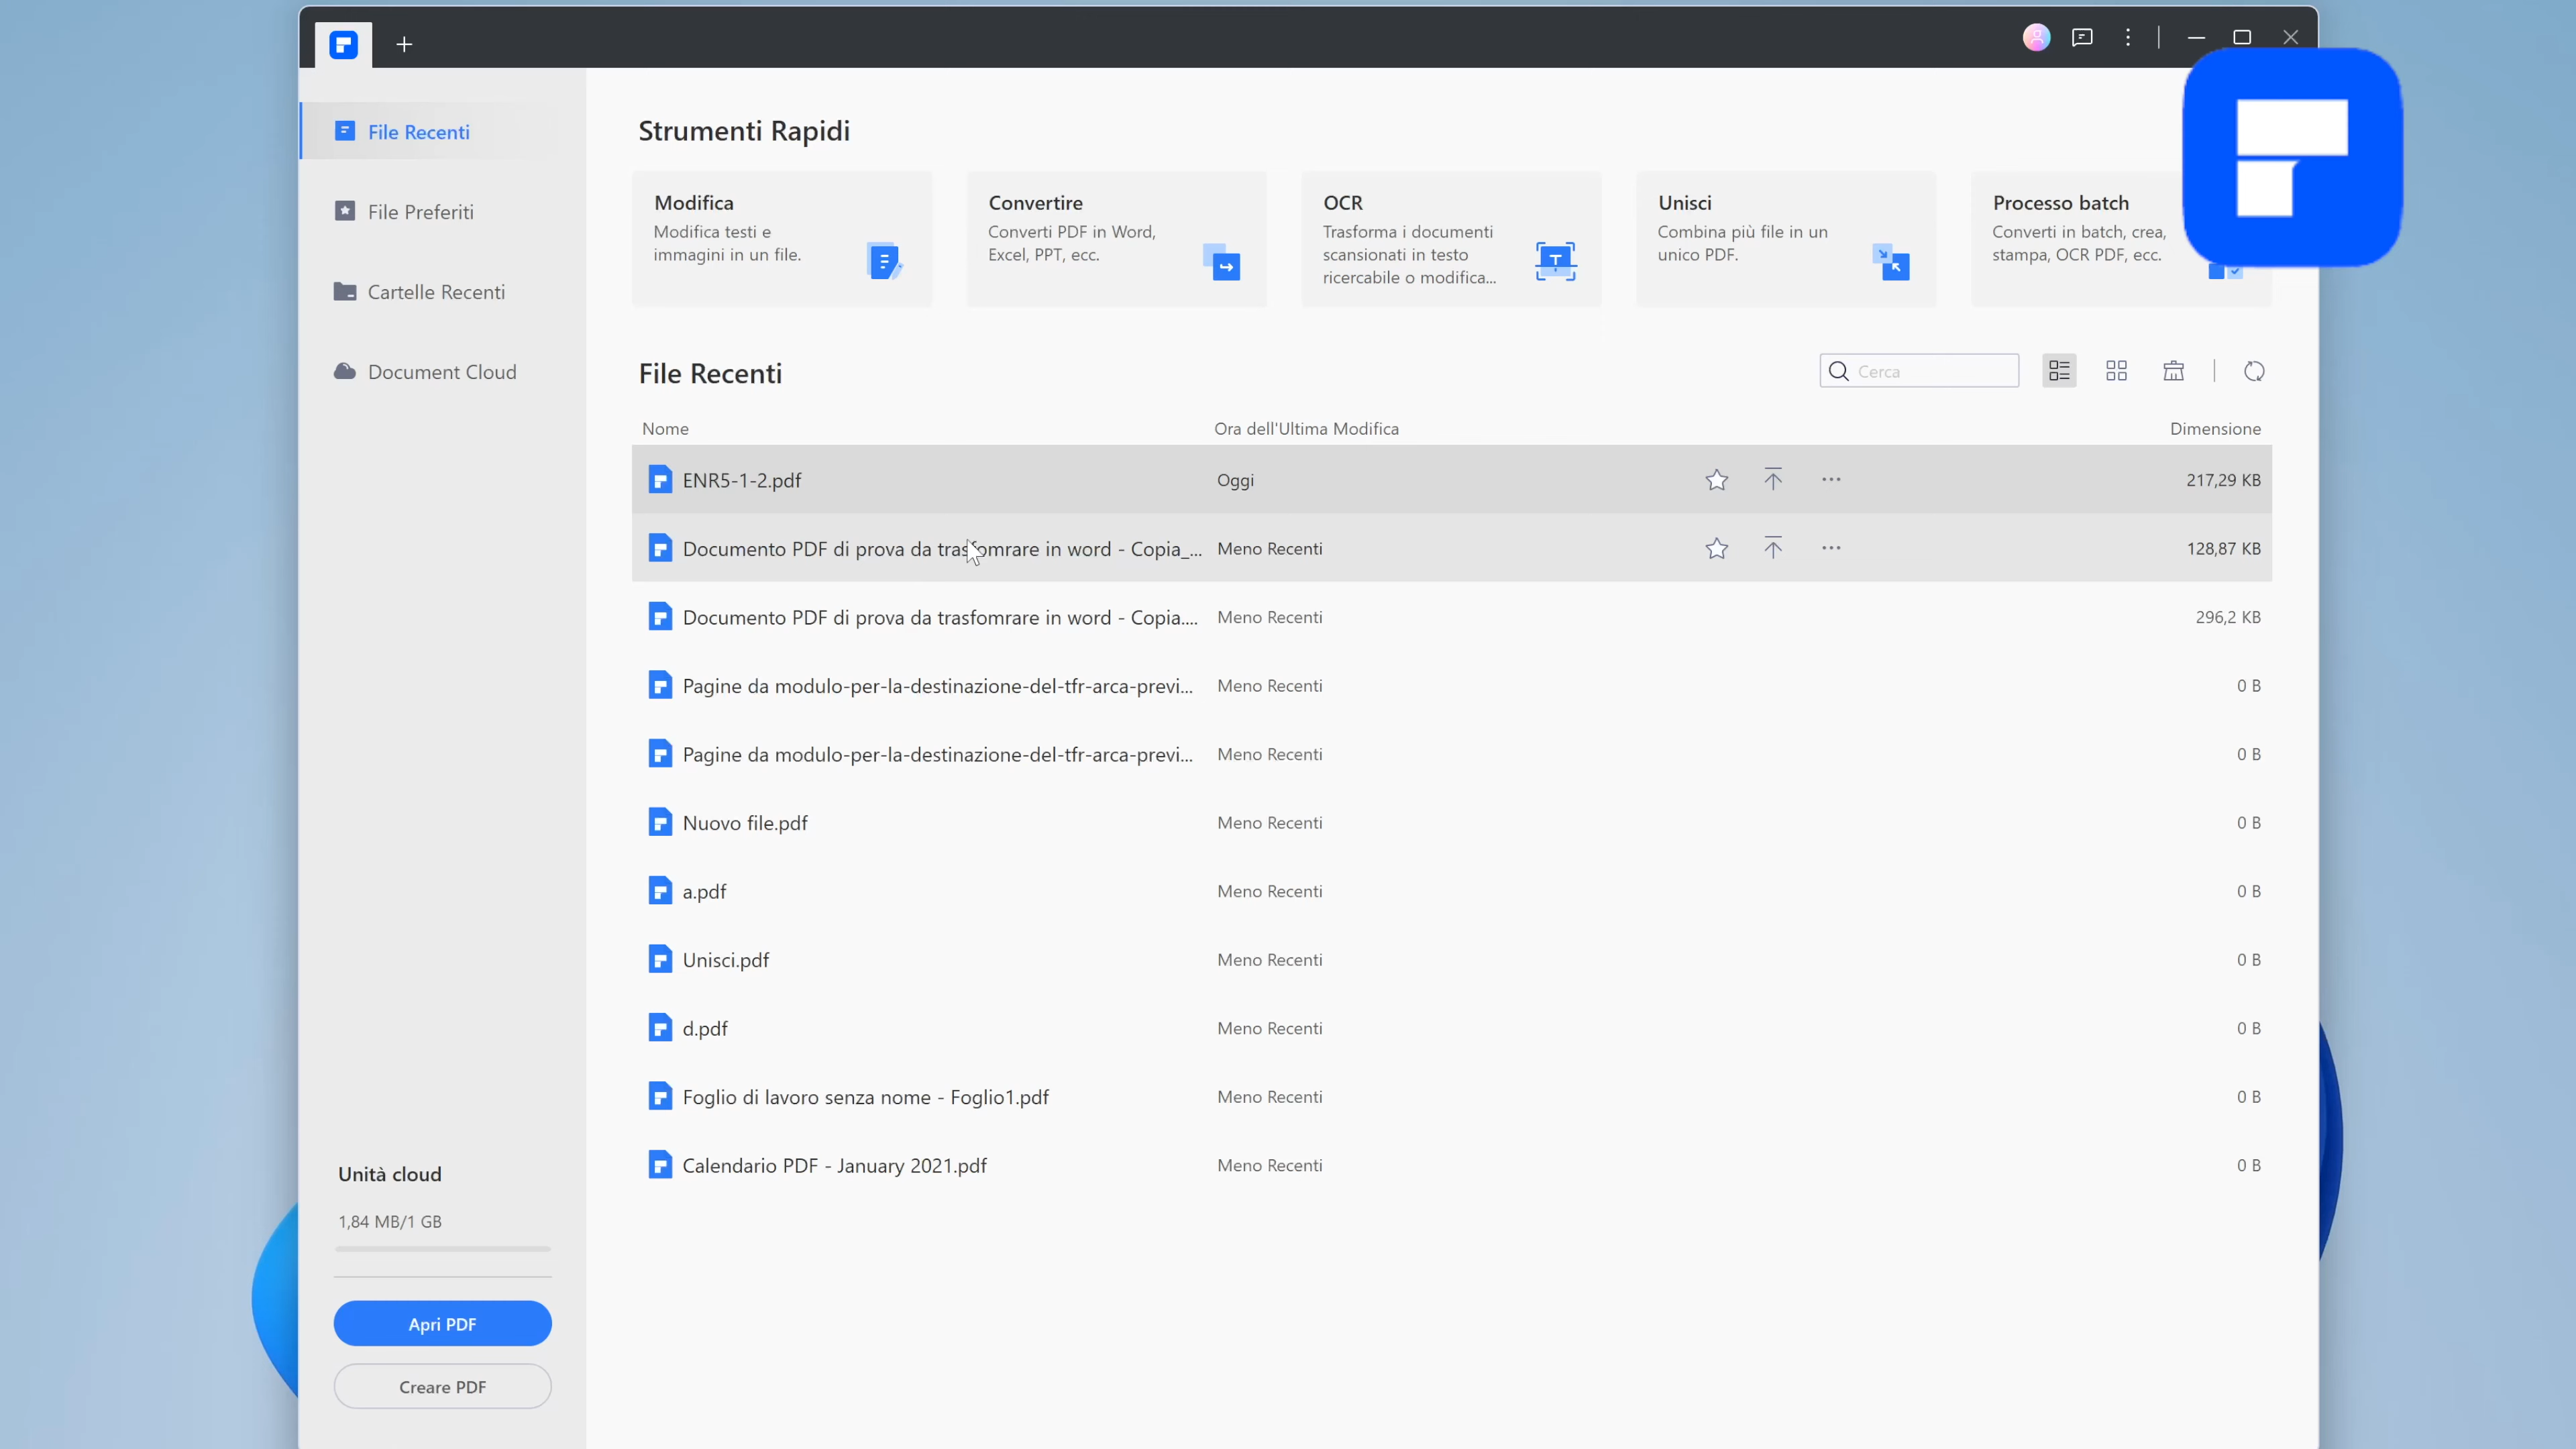 File Recenti
File Preferiti
Cartelle Recenti
Document Cloud
Unità cloud
1,84 MB/1 GB
Apri PDF
Creare PDF
Strumenti Rapidi
Modifica
Modifica testi e
immagini in un file.
Convertire
Converti PDF in Word,
Excel, PPT, ecc.
OCR
Trasforma i documenti
scansionati in testo
ricercabile o modifica...
Unisci
Combina più file in un
unico PDF.
Processo batch
Converti in batch, crea,
stampa, OCR PDF, ecc.
File Recenti
Cerca
Nome Ora dell'Ultima Modifica Dimensione
ENR5-1-2.pdf Oggi 217,29 KB
Documento PDF di prova da trasfomrare in word - Copia_... Meno Recenti 128,87 KB
Documento PDF di prova da trasfomrare in word - Copia.... Meno Recenti 296,2 KB
Pagine da modulo-per-la-destinazione-del-tfr-arca-previ... Meno Recenti 0 B
Pagine da modulo-per-la-destinazione-del-tfr-arca-previ... Meno Recenti 0 B
Nuovo file.pdf Meno Recenti 0 B
a.pdf Meno Recenti 0 B
Unisci.pdf Meno Recenti 0 B
d.pdf Meno Recenti 0 B
Foglio di lavoro senza nome - Foglio1.pdf Meno Recenti 0 B
Calendario PDF - January 2021.pdf Meno Recenti 0 B